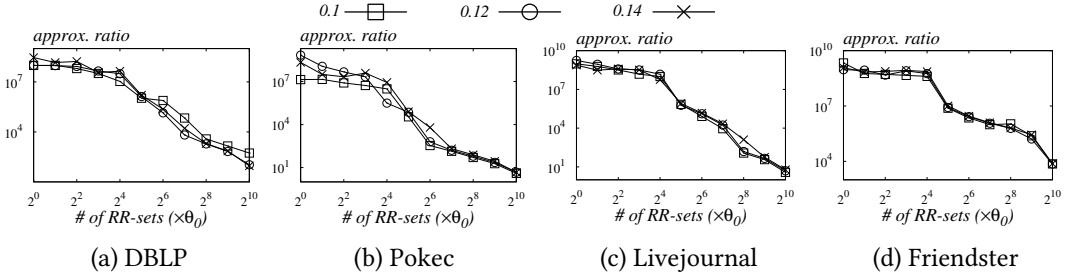 0.1 0.12 0.14
approx. ratio
10^7
10^4
2^0 2^2 2^4 2^6 2^8 2^10
# of RR-sets (×θ_0)
(a) DBLP
approx. ratio
10^7
10^4
10^1
2^0 2^2 2^4 2^6 2^8 2^10
# of RR-sets (×θ_0)
(b) Pokec
approx. ratio
10^10
10^7
10^4
10^1
2^0 2^2 2^4 2^6 2^8 2^10
# of RR-sets (×θ_0)
(c) Livejournal
approx. ratio
10^10
10^7
10^4
2^0 2^2 2^4 2^6 2^8 2^10
# of RR-sets (×θ_0)
(d) Friendster